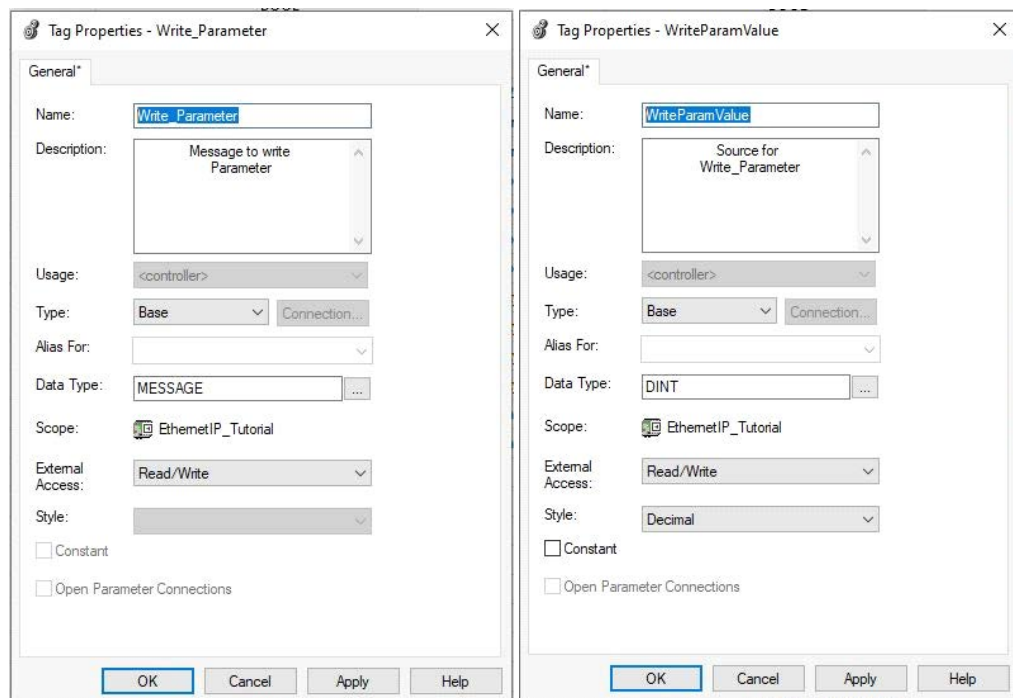 Tag Properties - Write_Parameter
General*
Name:
Write_Parameter
Description:
Message to write
Parameter
Usage:
<controller>
Type:
Base
Connection...
Alias For:
Data Type:
MESSAGE
...
Scope:
EthernetIP_Tutorial
External
Access:
Read/Write
Style:
Constant
Open Parameter Connections
OK
Cancel
Apply
Help
Tag Properties - WriteParamValue
General*
Name:
WriteParamValue
Description:
Source for
Write_Parameter
Usage:
<controller>
Type:
Base
Connection...
Alias For:
Data Type:
DINT
...
Scope:
EthernetIP_Tutorial
External
Access:
Read/Write
Style:
Decimal
Constant
Open Parameter Connections
OK
Cancel
Apply
Help